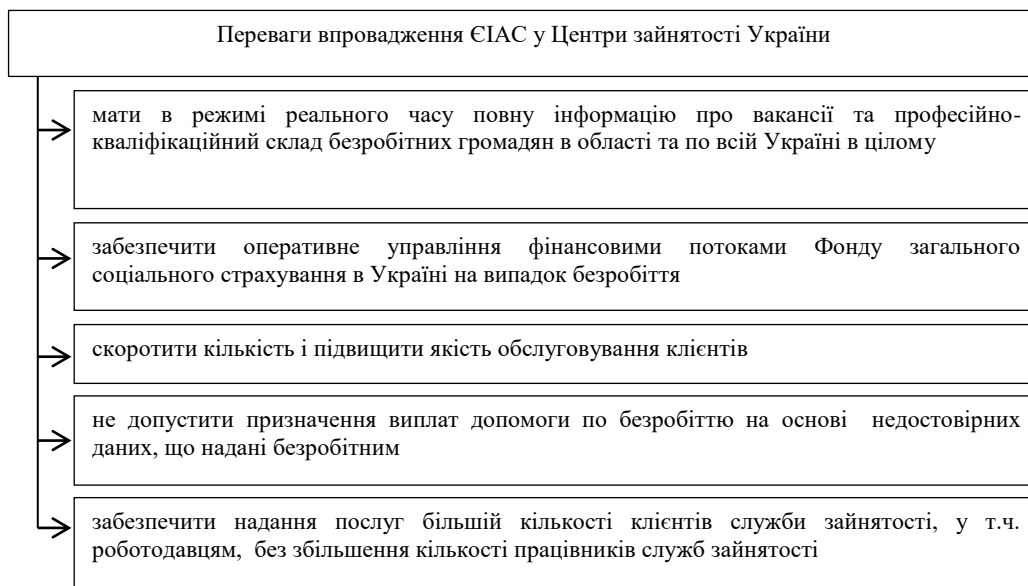 Переваги впровадження ЄІАС у Центри зайнятості України
мати в режимі реального часу повну інформацію про вакансії та професійно-
кваліфікаційний склад безробітних громадян в області та по всій Україні в цілому
забезпечити оперативне управління фінансовими потоками Фонду загального
соціального страхування в Україні на випадок безробіття
скоротити кількість і підвищити якість обслуговування клієнтів
не допустити призначення виплат допомоги по безробіттю на основі недостовірних
даних, що надані безробітним
забезпечити надання послуг більшій кількості клієнтів служби зайнятості, у т.ч.
роботодавцям, без збільшення кількості працівників служб зайнятості